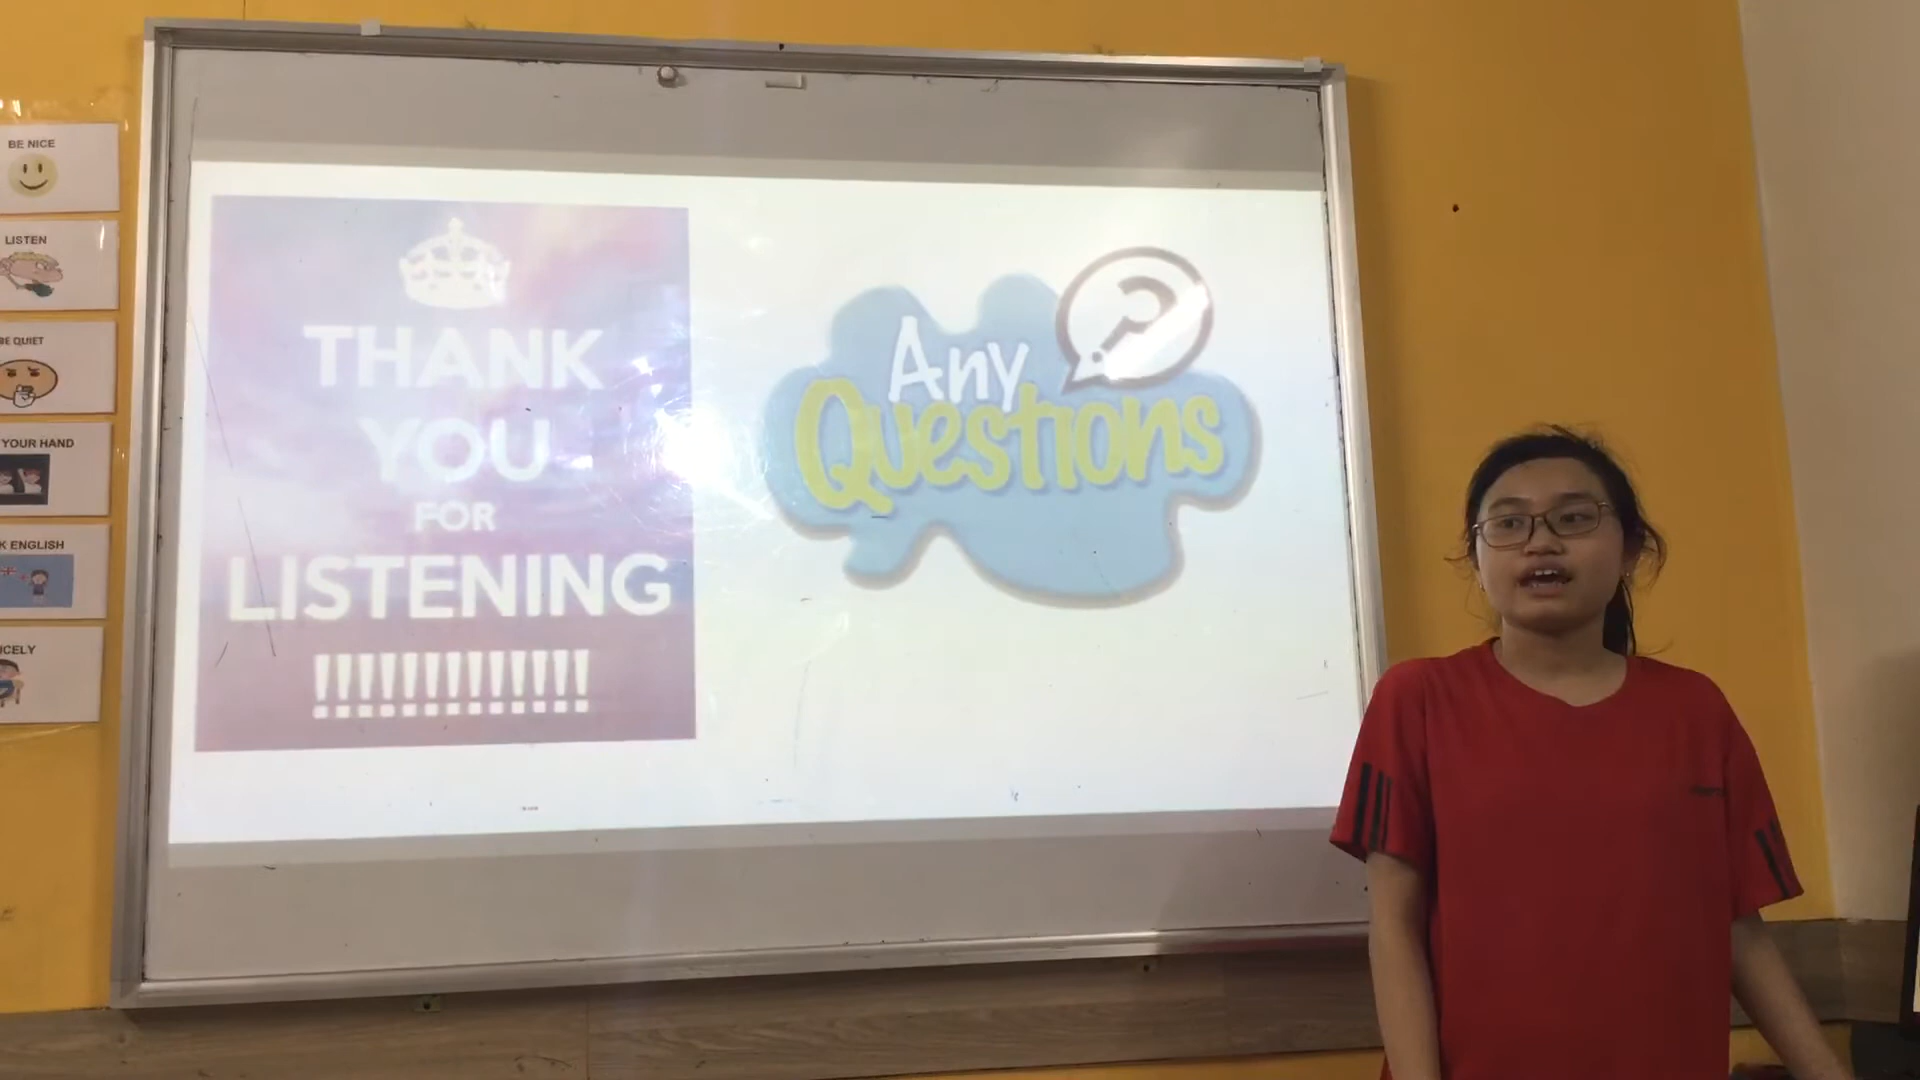 BE NICE
LISTEN
BE QUIET
YOUR HAND
K ENGLISH
ICELY
THANK
YOU
FOR
LISTENING
!!!!!!!!!!!!!
Any
?
Questions